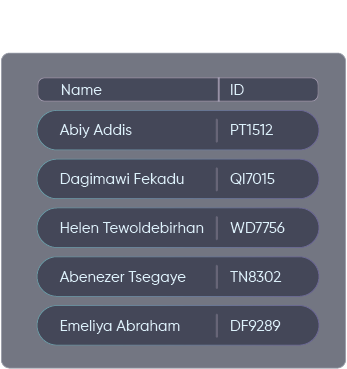 Name ID
Abiy Addis PT1512
Dagimawi Fekadu QI7015
Helen Tewoldebirhan WD7756
Abenezer Tsegaye TN8302
Emeliya Abraham DF9289